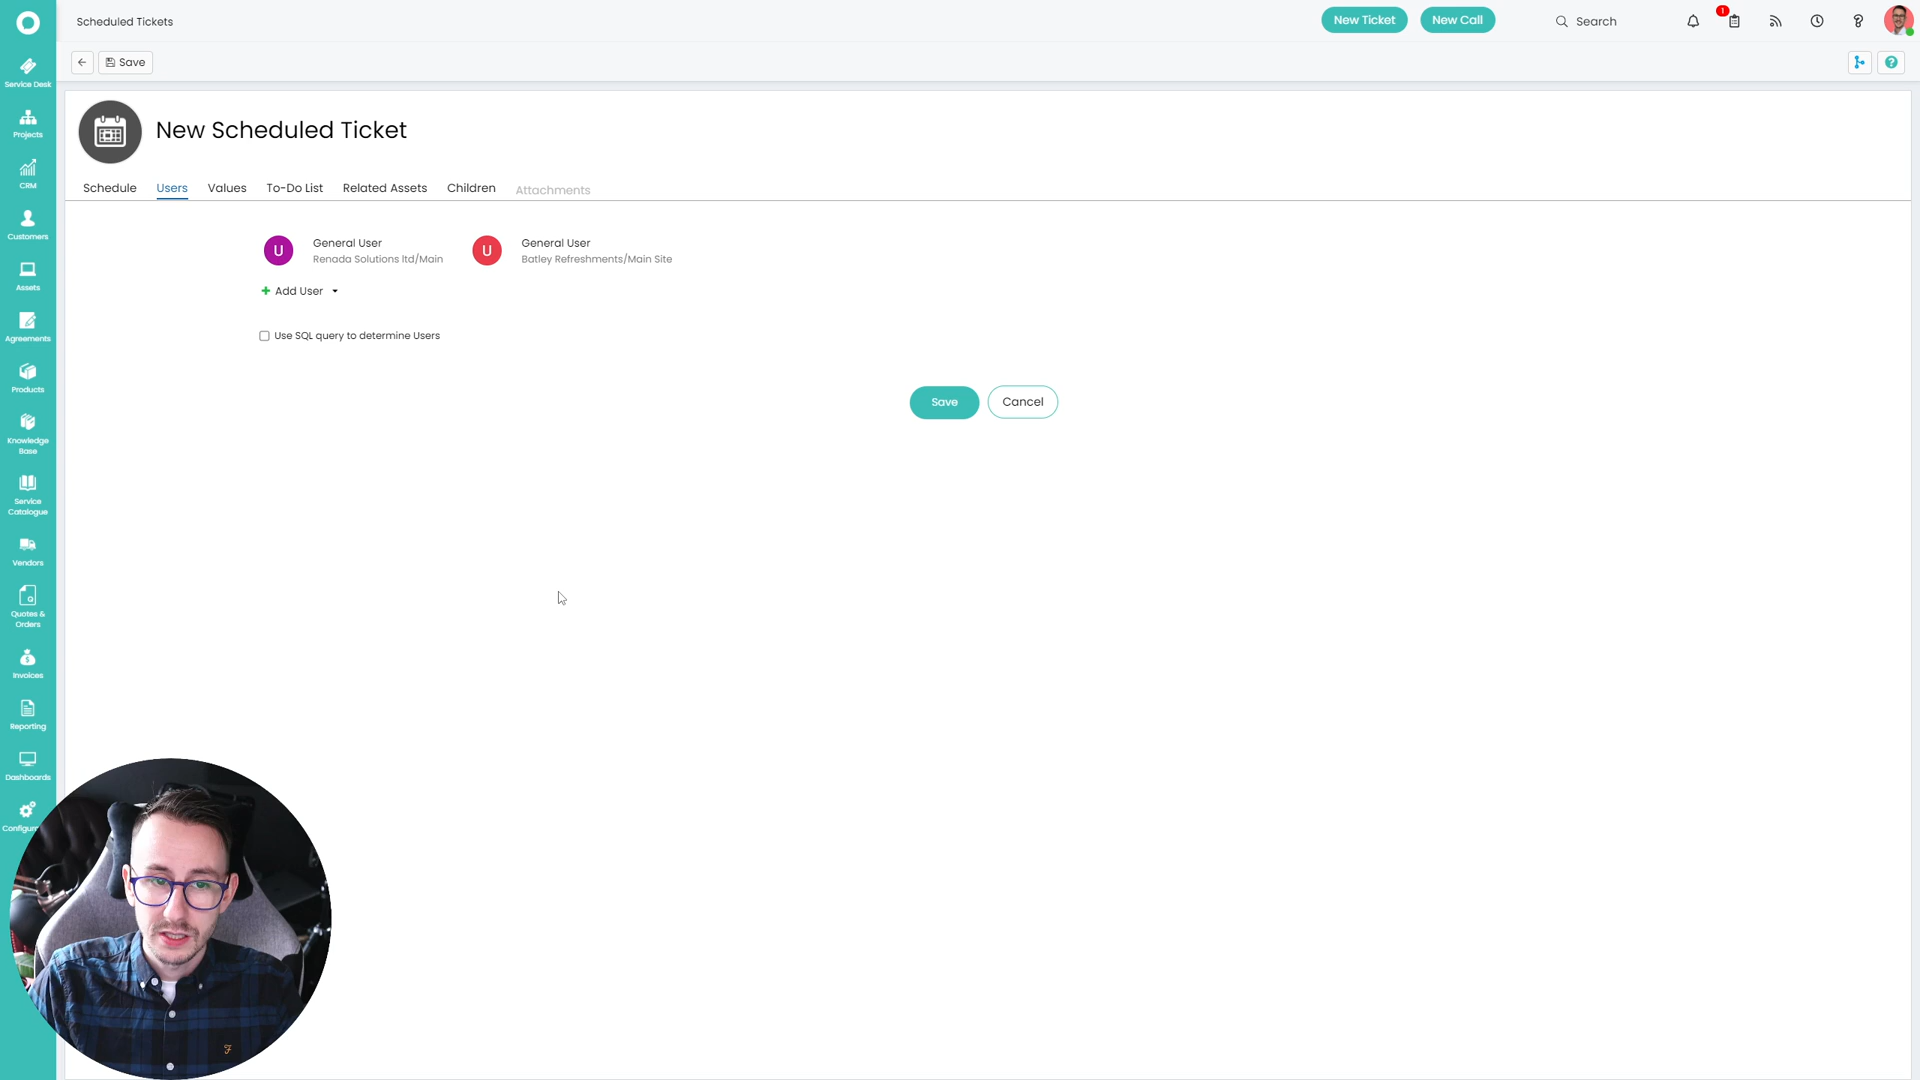 Scheduled Tickets
New Ticket
New Call
Search
1
Save
Service Desk
Projects
CRM
Customers
Assets
Agreements
Products
Knowledge
Base
Service
Catalogue
Vendors
Quotes &
Orders
Invoices
Reporting
Dashboards
New Scheduled Ticket
Schedule
Users
Values
To-Do List
Related Assets
Children
Attachments
U
General User
Renada Solutions ltd/Main
U
General User
Batley Refreshments/Main Site
+ Add User
Use SQL query to determine Users
Save
Cancel